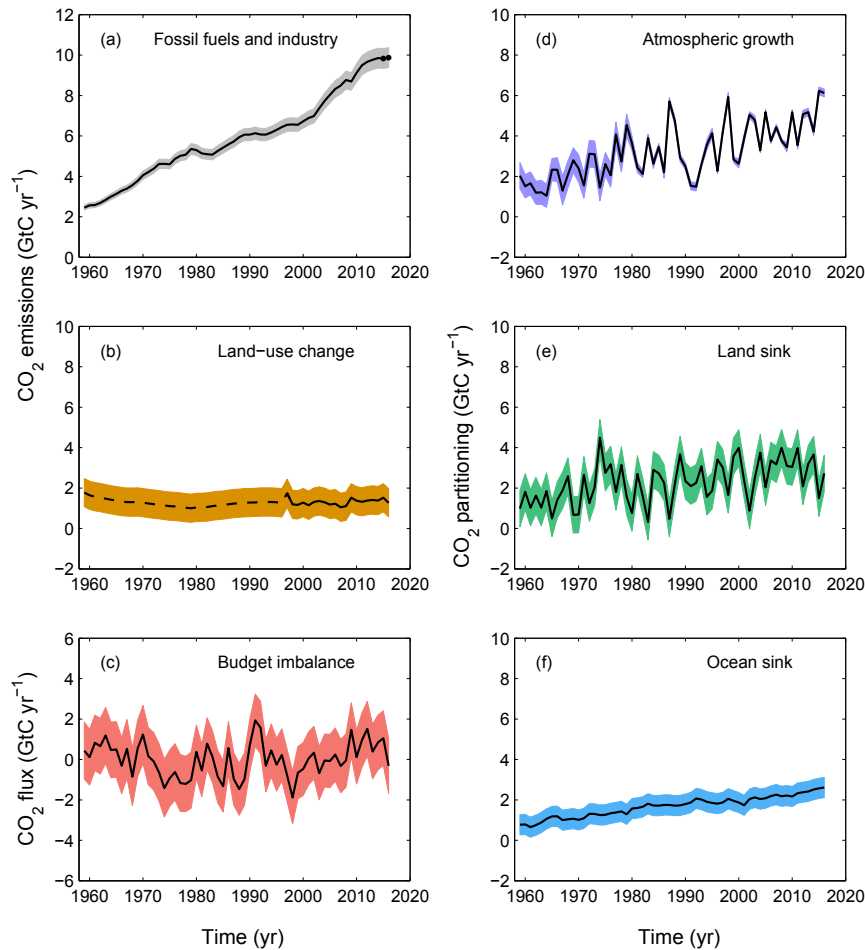 (a) Fossil fuels and industry
12
10
8
6
4
2
0
1960 1970 1980 1990 2000 2010 2020
(b) Land−use change
10
8
6
4
2
0
−2
1960 1970 1980 1990 2000 2010 2020
CO₂ emissions (GtC yr⁻¹)
(c) Budget imbalance
6
4
2
0
−2
−4
−6
1960 1970 1980 1990 2000 2010 2020
CO₂ flux (GtC yr⁻¹)
Time (yr)
(d) Atmospheric growth
10
8
6
4
2
0
−2
1960 1970 1980 1990 2000 2010 2020
(e) Land sink
10
8
6
4
2
0
−2
1960 1970 1980 1990 2000 2010 2020
CO₂ partitioning (GtC yr⁻¹)
(f) Ocean sink
10
8
6
4
2
0
−2
1960 1970 1980 1990 2000 2010 2020
Time (yr)